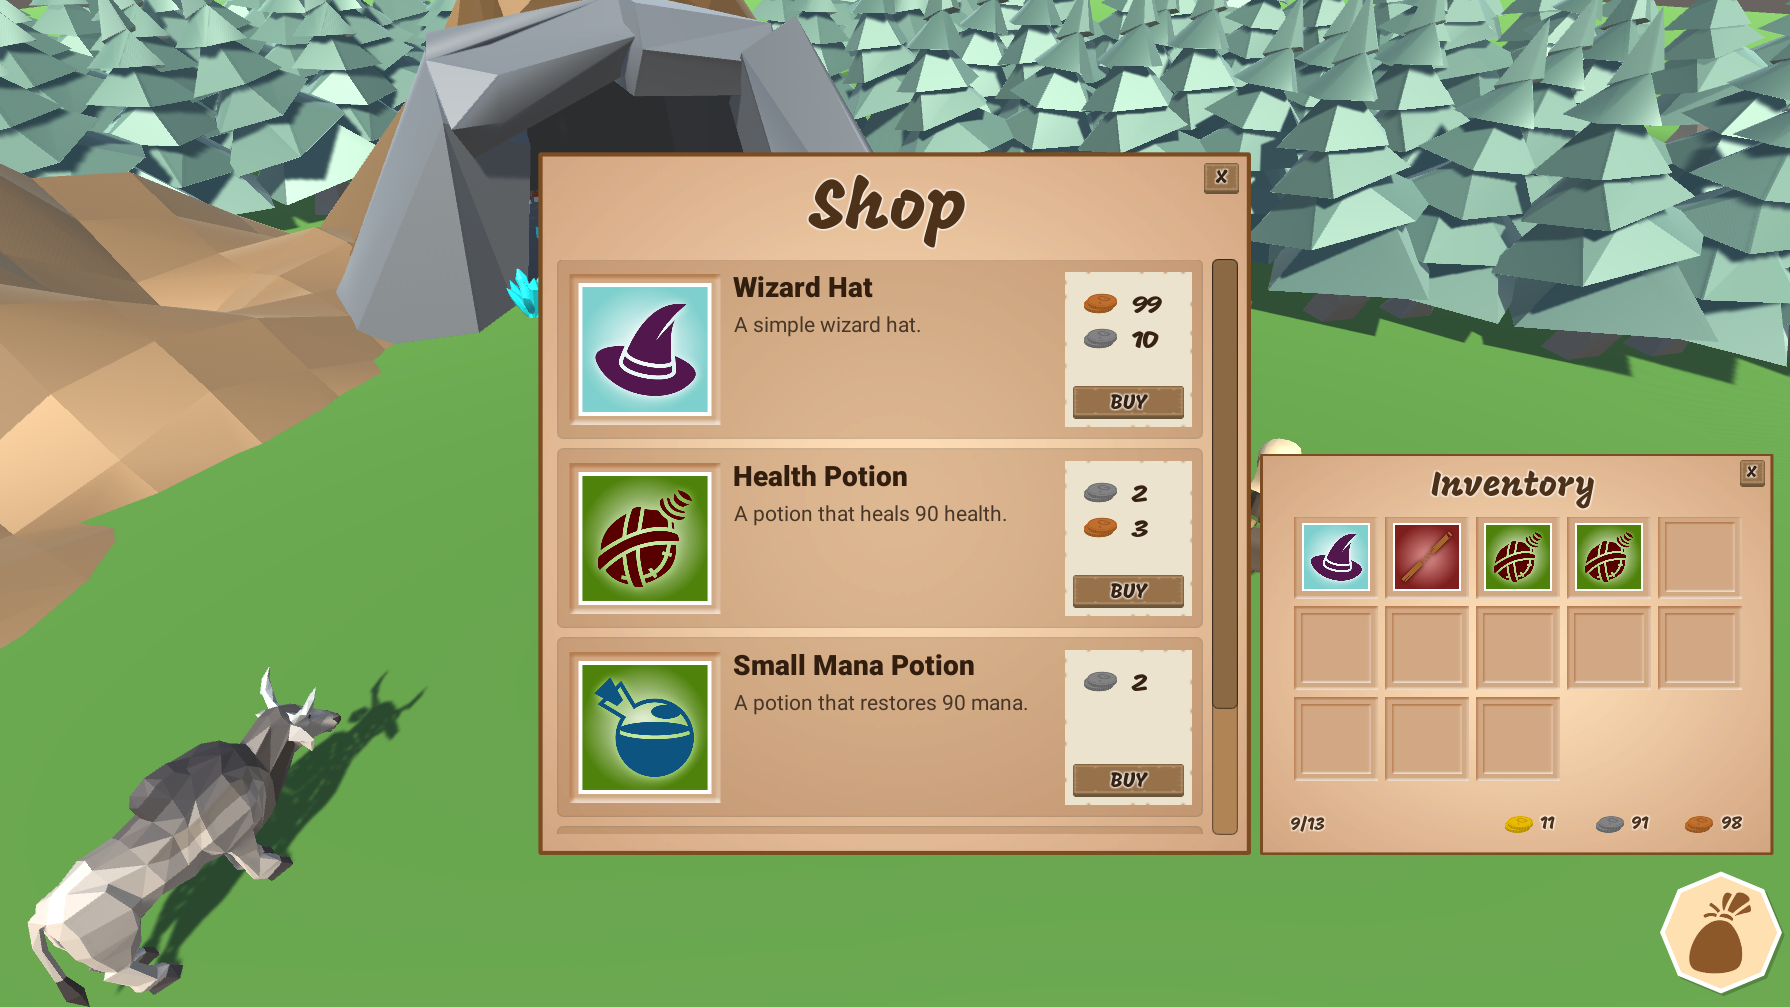 Shop
X
Wizard Hat
A simple wizard hat.
99
10
BUY
Health Potion
A potion that heals 90 health.
2
3
BUY
Small Mana Potion
A potion that restores 90 mana.
2
BUY
Inventory
X
9/13
11
91
98